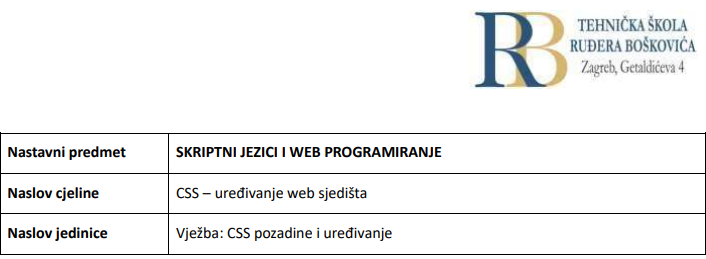 RB
TEHNIČKA ŠKOLA
RUĐERA BOŠKOVIĆA
Zagreb, Getaldićeva 4
Nastavni predmet SKRIPTNI JEZICI I WEB PROGRAMIRANJE
Naslov cjeline CSS – uređivanje web sjedišta
Naslov jedinice Vježba: CSS pozadine i uređivanje